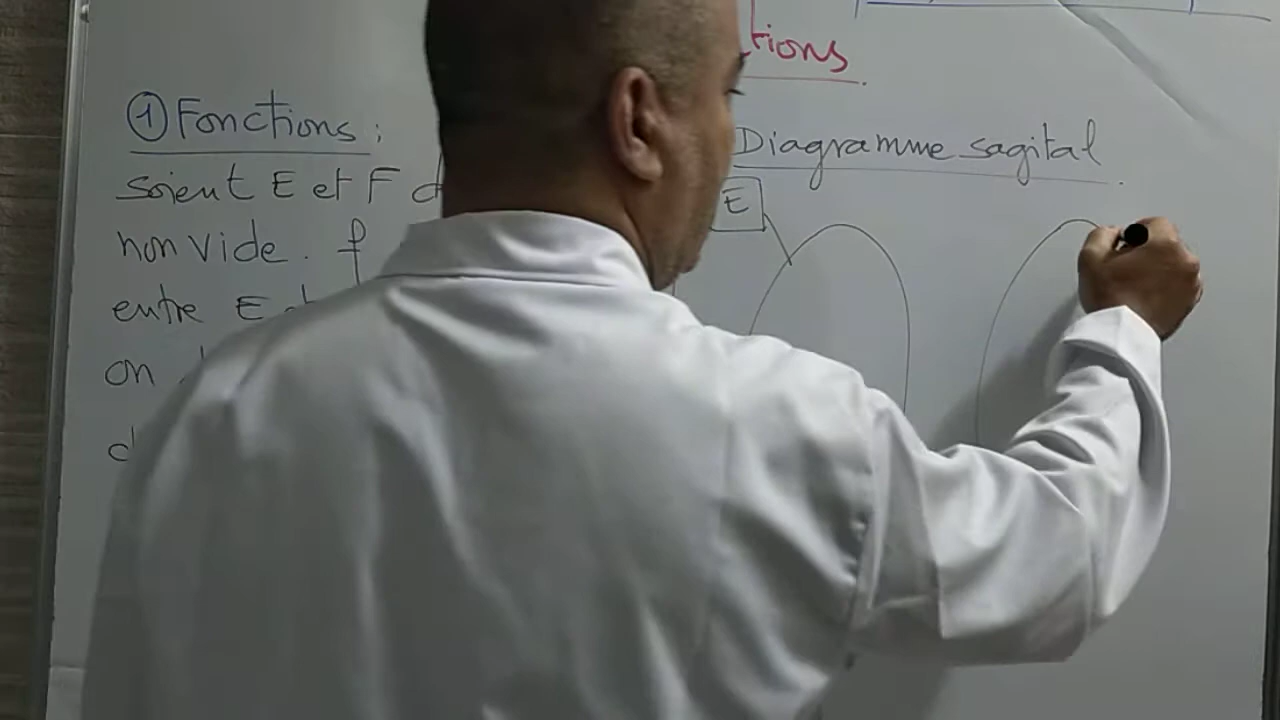 tions
① Fonctions :
soient E et F d
non vide. f
entre E et
on
d
Diagramme sagital
E